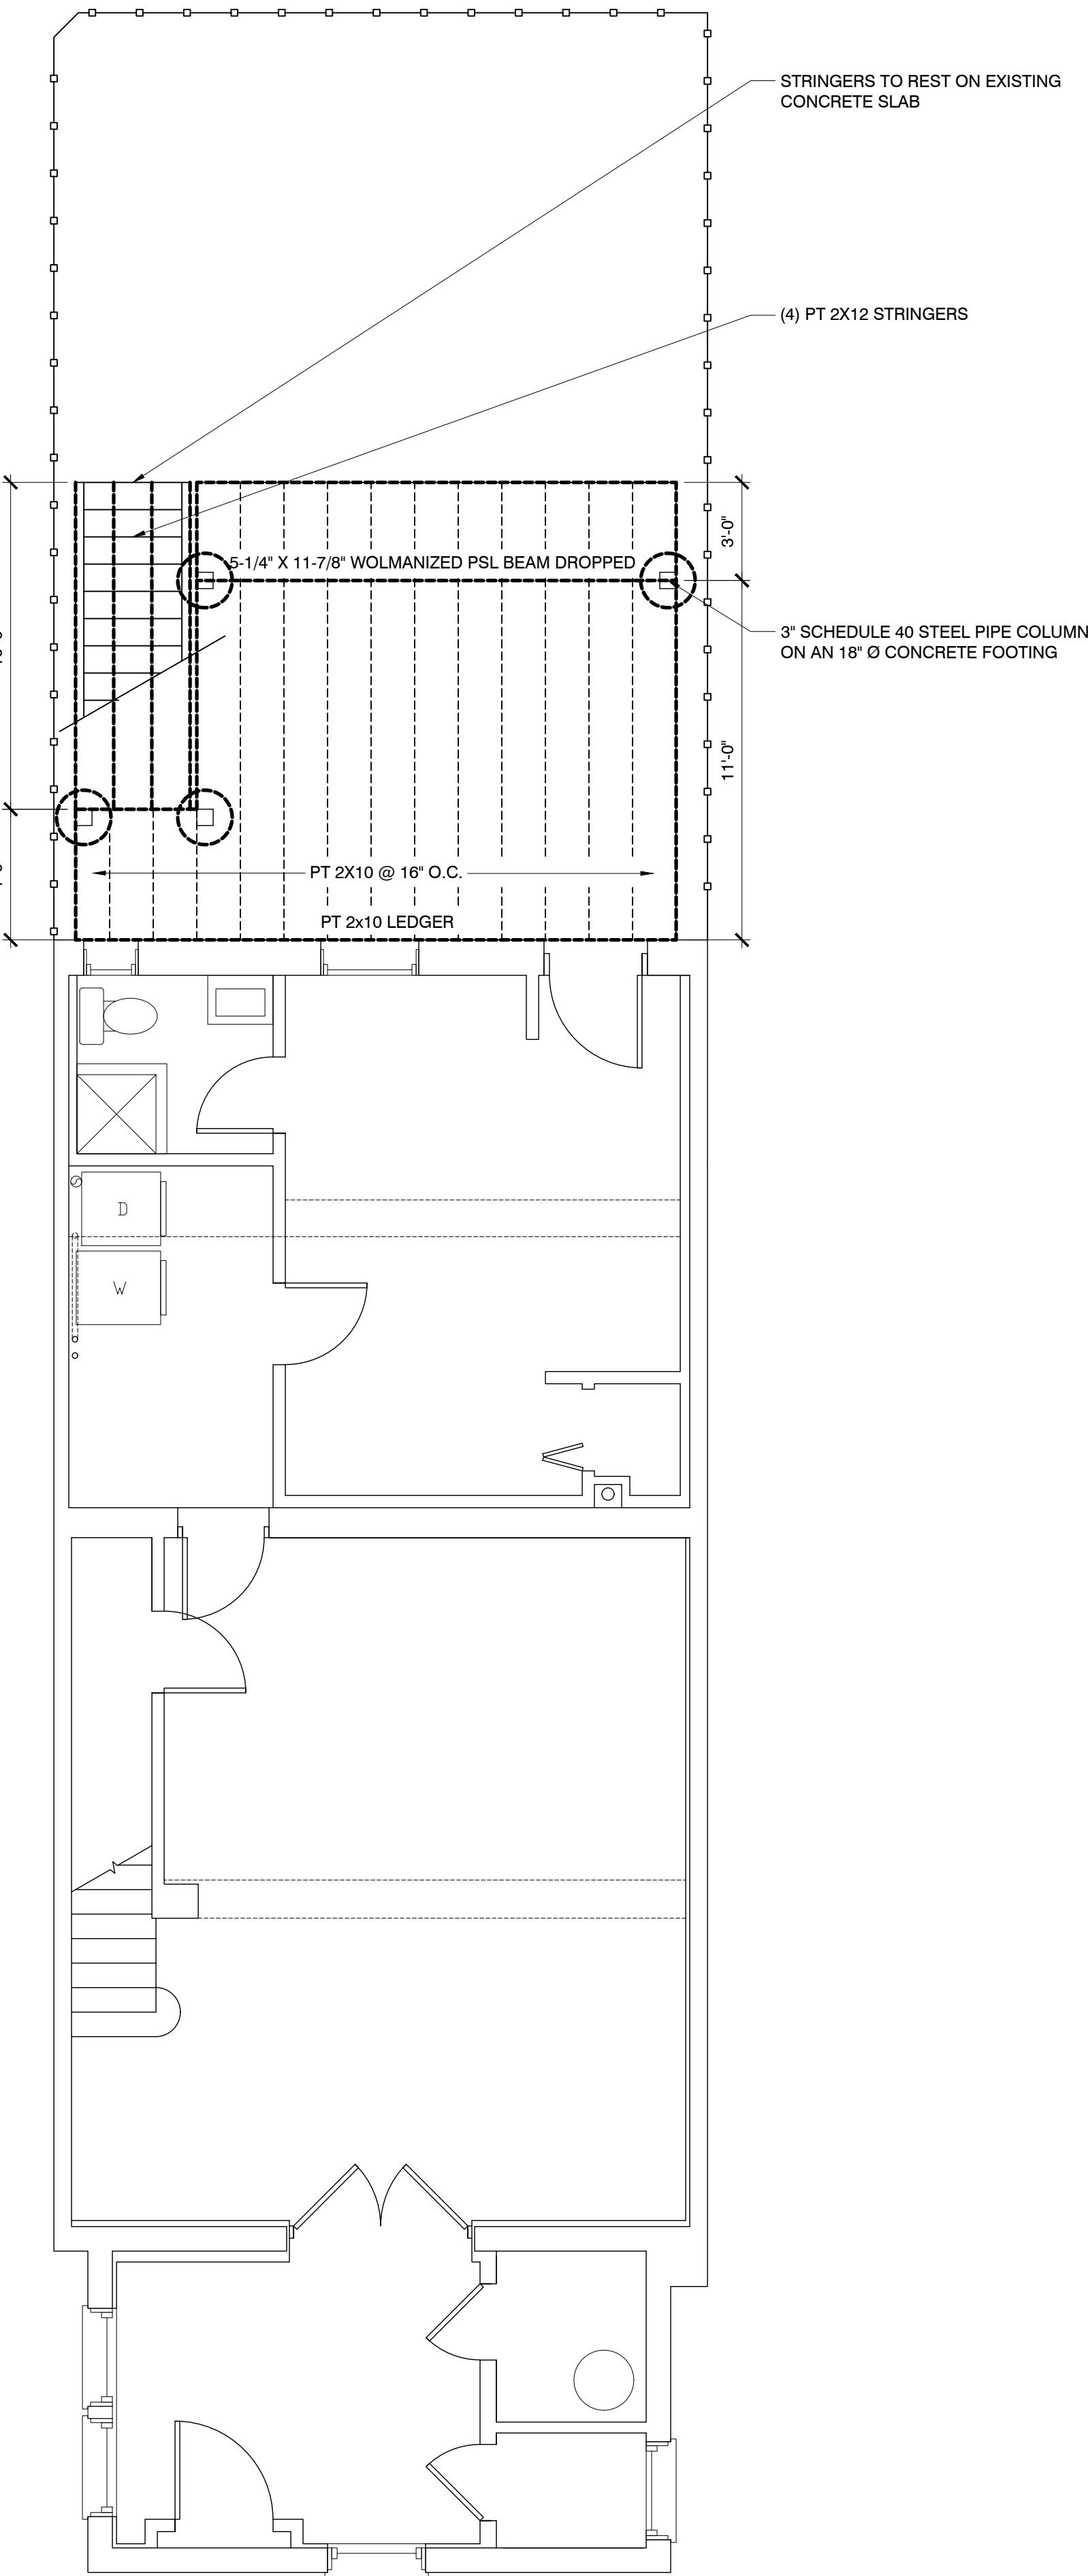 STRINGERS TO REST ON EXISTING
CONCRETE SLAB
(4) PT 2X12 STRINGERS
3'-0"
5-1/4" X 11-7/8" WOLMANIZED PSL BEAM DROPPED
3" SCHEDULE 40 STEEL PIPE COLUMN
ON AN 18" Ø CONCRETE FOOTING
11'-0"
PT 2X10 @ 16" O.C.
PT 2x10 LEDGER
D
W